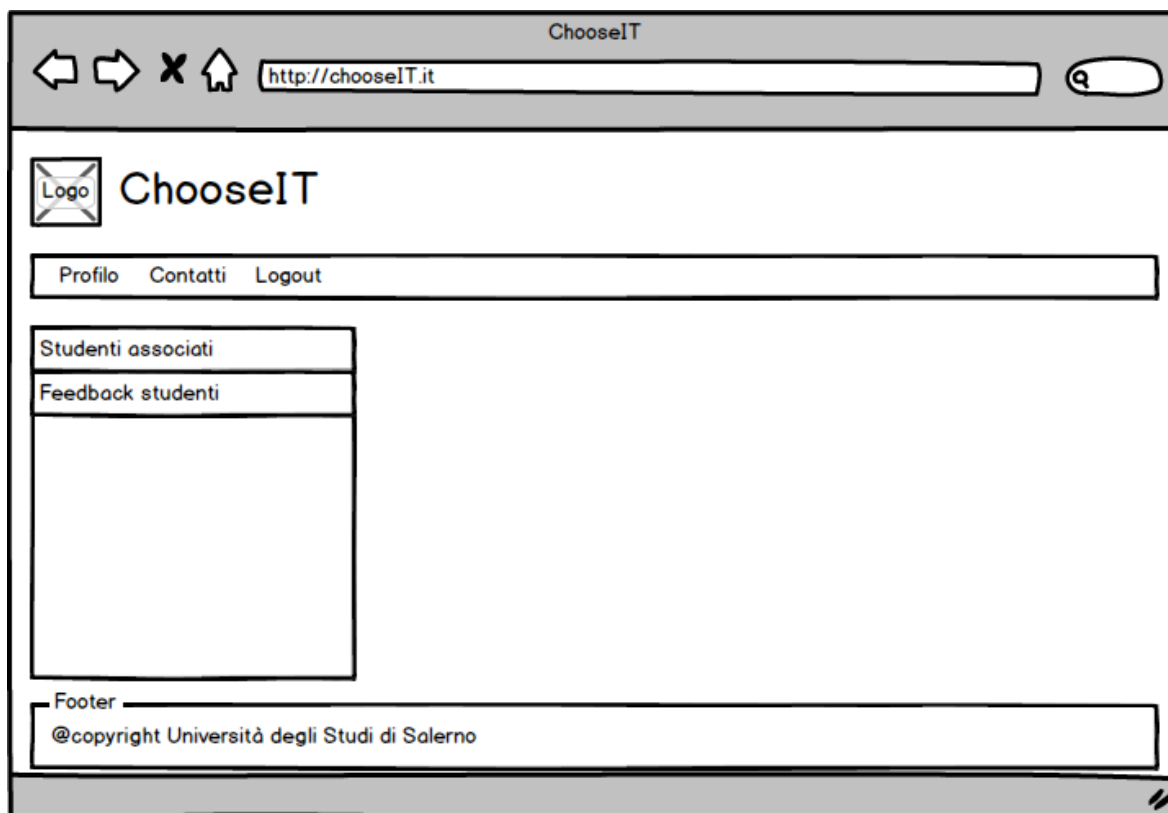 ChooseIT
http://chooseIT.it
Logo
ChooseIT
Profilo Contatti Logout
Studenti associati
Feedback studenti
Footer
@copyright Università degli Studi di Salerno